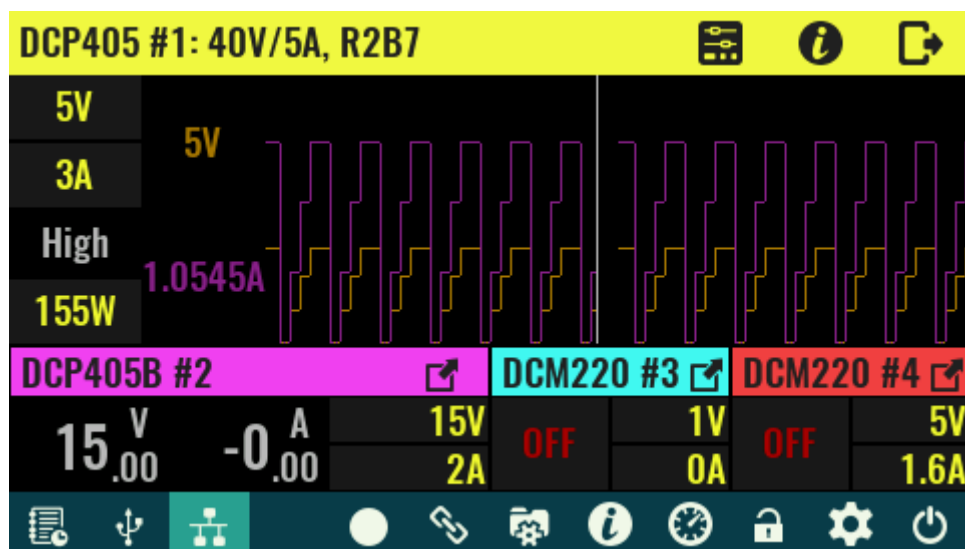 DCP405 #1: 40V/5A, R2B7
5V
5V
3A
High
1.0545A
155W
DCP405B #2
DCM220 #3
DCM220 #4
15.00 V
-0.00 A
15V
2A
OFF
1V
0A
OFF
5V
1.6A